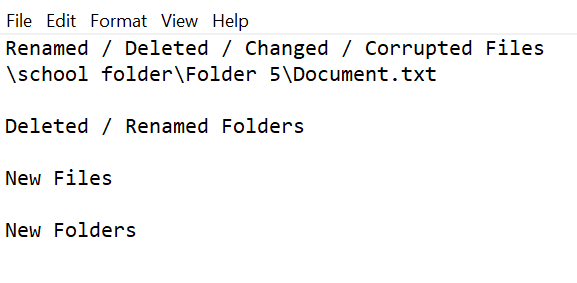 File Edit Format View Help
Renamed / Deleted / Changed / Corrupted Files
\school folder\Folder 5\Document.txt
Deleted / Renamed Folders
New Files
New Folders